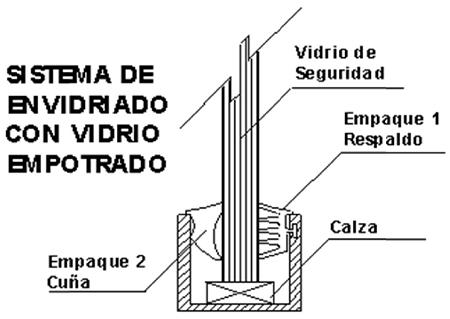 SISTEMA DE
ENVIDRIADO
CON VIDRIO
EMPOTRADO
Vidrio de
Seguridad
Empaque 1
Respaldo
Calza
Empaque 2
Cuña